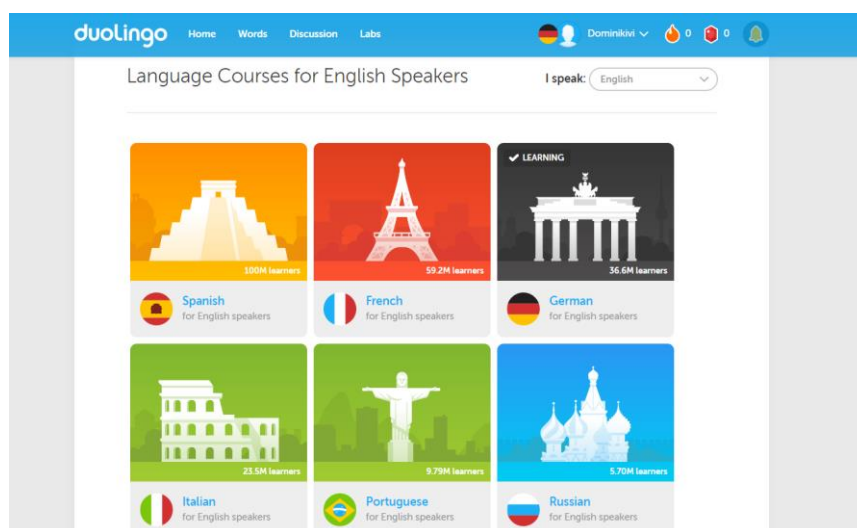 duolingo Home Words Discussion Labs Dominikivi 0 0
Language Courses for English Speakers I speak: English
LEARNING
100M learners 59.2M learners 36.6M learners
Spanish French German
for English speakers for English speakers for English speakers
23.5M learners 9.79M learners 5.70M learners
Italian Portuguese Russian
for English speakers for English speakers for English speakers